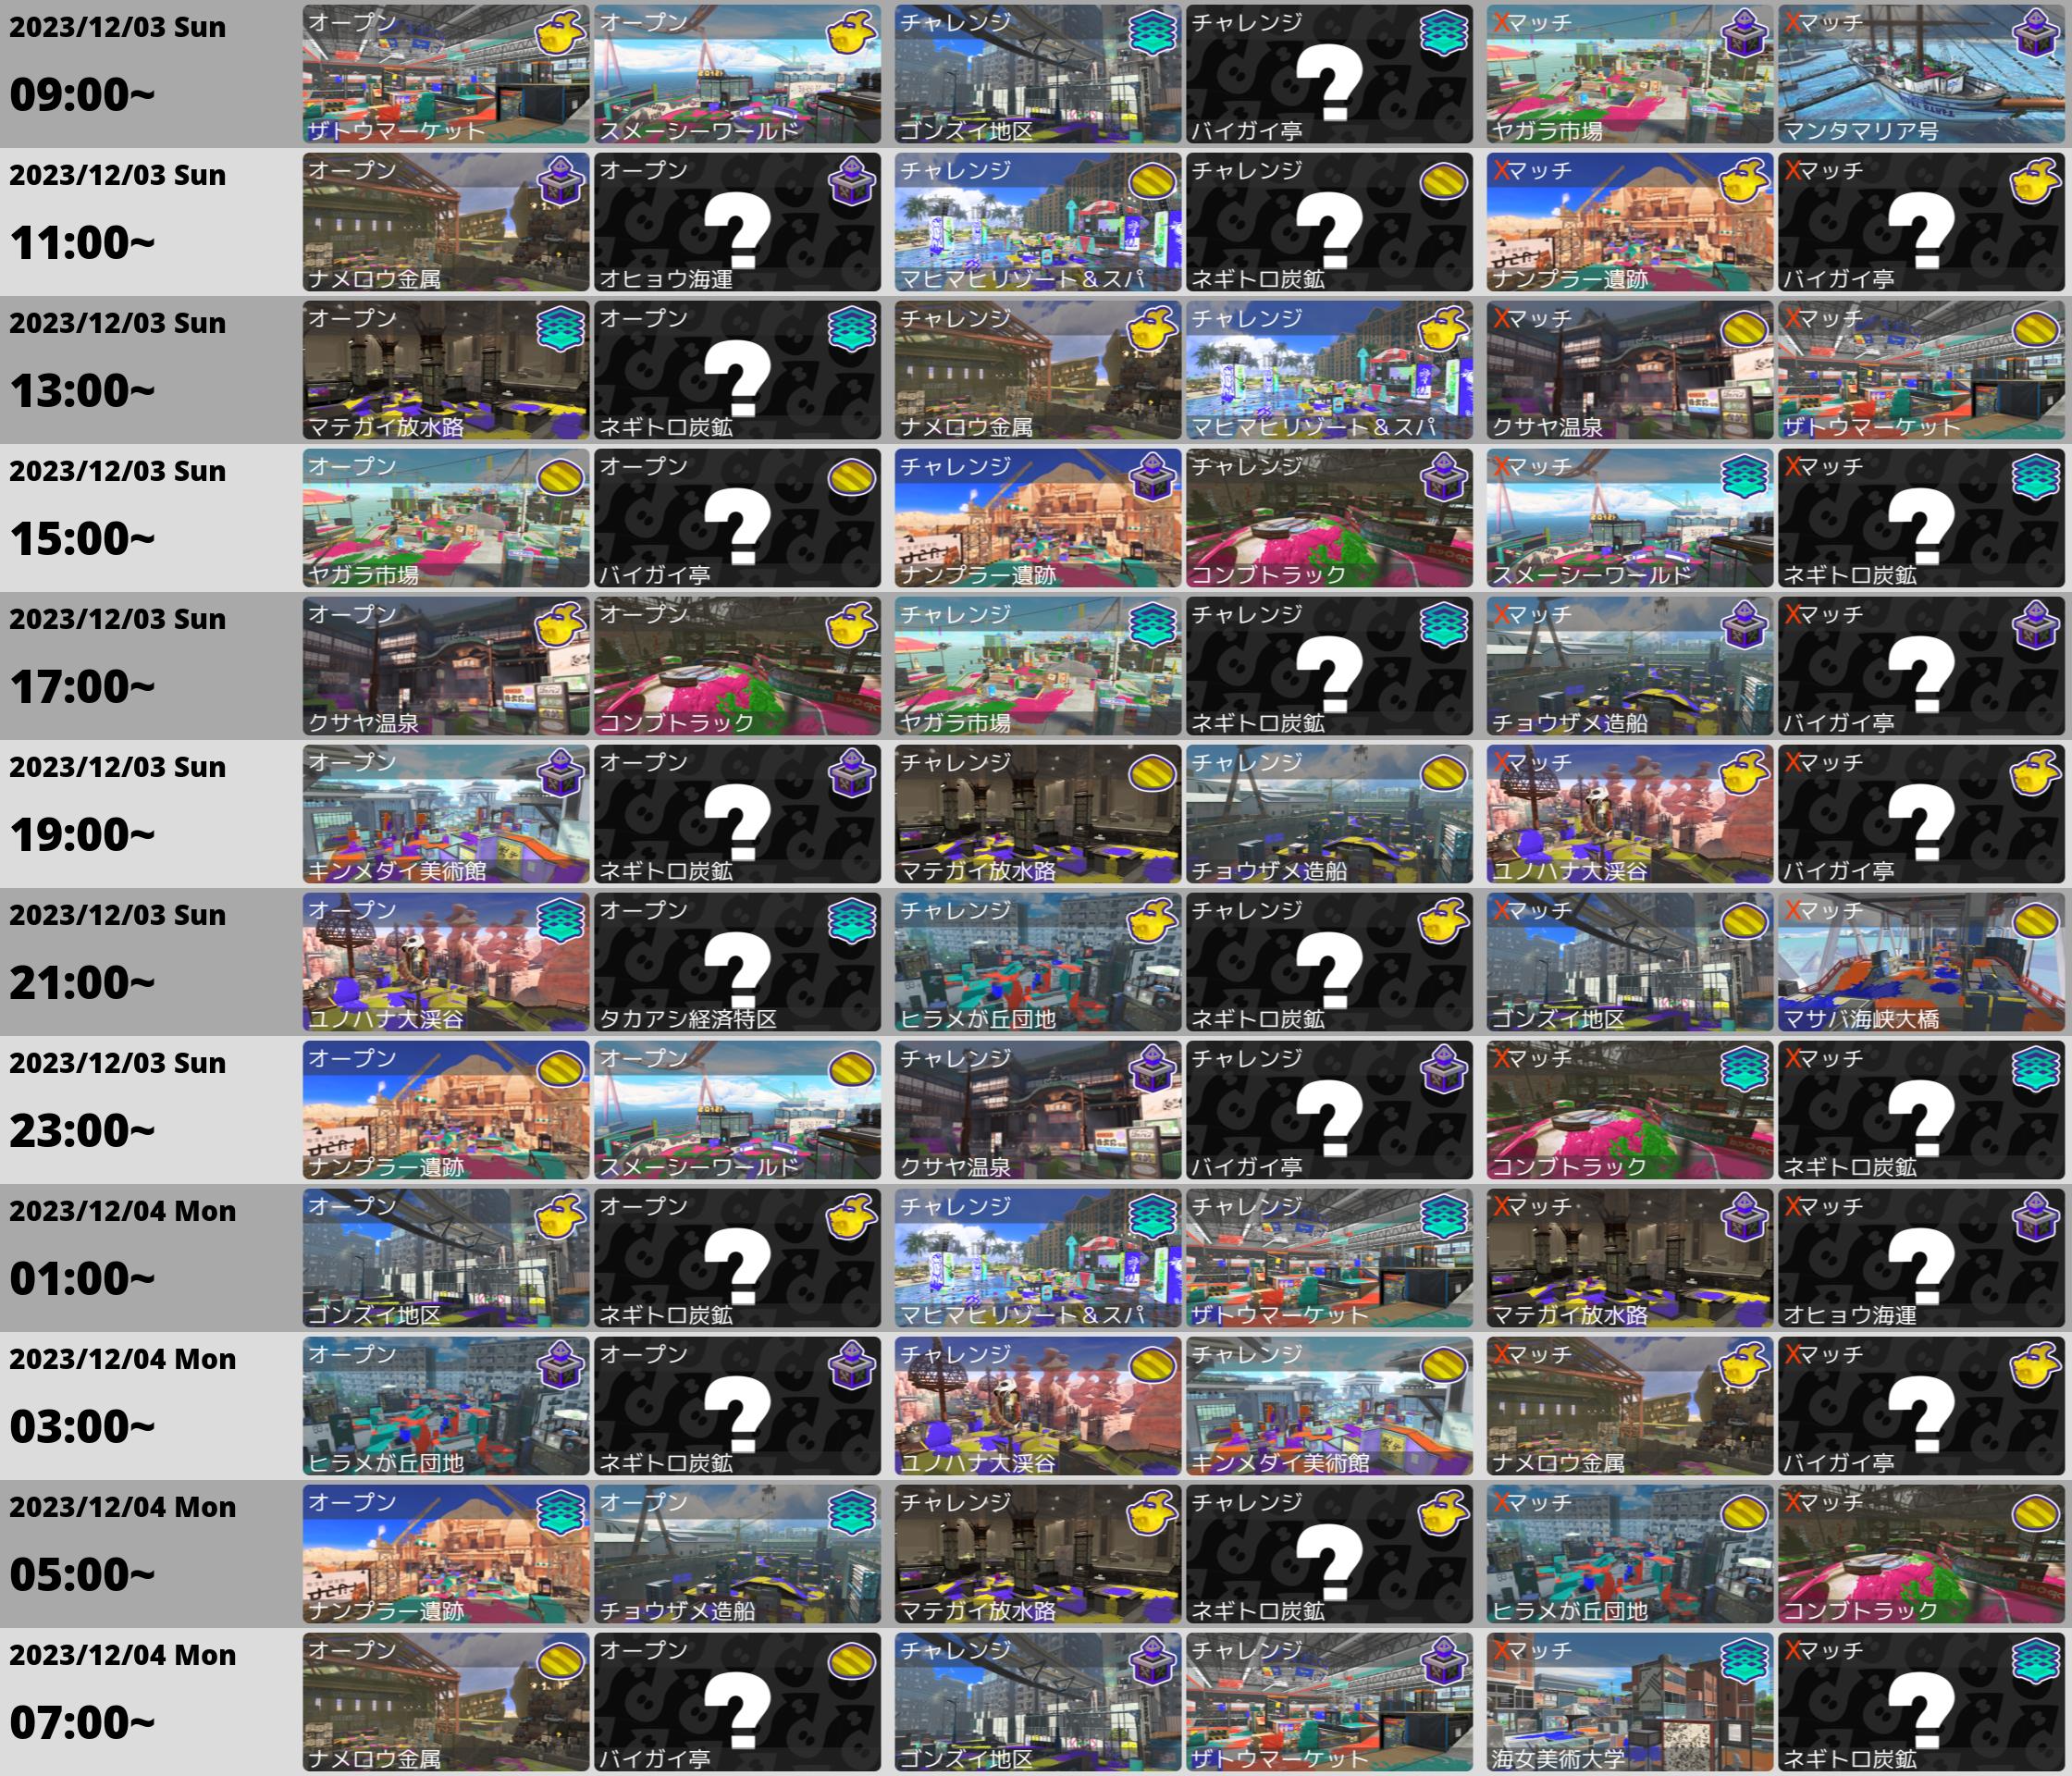 2023/12/03 Sun
09:00~
オープン オープン チャレンジ チャレンジ Xマッチ Xマッチ
ザトウマーケット スメーシーワールド ゴンズイ地区 バイガイ亭 ヤガラ市場 マンタマリア号
2023/12/03 Sun
11:00~
オープン オープン チャレンジ チャレンジ Xマッチ Xマッチ
ナメロウ金属 オヒョウ海運 マヒマヒリゾート＆スパ ネギトロ炭鉱 ナンプラー遺跡 バイガイ亭
2023/12/03 Sun
13:00~
オープン オープン チャレンジ チャレンジ Xマッチ Xマッチ
マテガイ放水路 ネギトロ炭鉱 ナメロウ金属 マヒマヒリゾート＆スパ クサヤ温泉 ザトウマーケット
2023/12/03 Sun
15:00~
オープン オープン チャレンジ チャレンジ Xマッチ Xマッチ
ヤガラ市場 バイガイ亭 ナンプラー遺跡 コンブトラック スメーシーワールド ネギトロ炭鉱
2023/12/03 Sun
17:00~
オープン オープン チャレンジ チャレンジ Xマッチ Xマッチ
クサヤ温泉 コンブトラック ヤガラ市場 ネギトロ炭鉱 チョウザメ造船 バイガイ亭
2023/12/03 Sun
19:00~
オープン オープン チャレンジ チャレンジ Xマッチ Xマッチ
キンメダイ美術館 ネギトロ炭鉱 マテガイ放水路 チョウザメ造船 ユノハナ大渓谷 バイガイ亭
2023/12/03 Sun
21:00~
オープン オープン チャレンジ チャレンジ Xマッチ Xマッチ
ユノハナ大渓谷 タカアシ経済特区 ヒラメが丘団地 ネギトロ炭鉱 ゴンズイ地区 マサバ海峡大橋
2023/12/03 Sun
23:00~
オープン オープン チャレンジ チャレンジ Xマッチ Xマッチ
ナンプラー遺跡 スメーシーワールド クサヤ温泉 バイガイ亭 コンブトラック ネギトロ炭鉱
2023/12/04 Mon
01:00~
オープン オープン チャレンジ チャレンジ Xマッチ Xマッチ
ゴンズイ地区 ネギトロ炭鉱 マヒマヒリゾート＆スパ ザトウマーケット マテガイ放水路 オヒョウ海運
2023/12/04 Mon
03:00~
オープン オープン チャレンジ チャレンジ Xマッチ Xマッチ
ヒラメが丘団地 ネギトロ炭鉱 ユノハナ大渓谷 キンメダイ美術館 ナメロウ金属 バイガイ亭
2023/12/04 Mon
05:00~
オープン オープン チャレンジ チャレンジ Xマッチ Xマッチ
ナンプラー遺跡 チョウザメ造船 マテガイ放水路 ネギトロ炭鉱 ヒラメが丘団地 コンブトラック
2023/12/04 Mon
07:00~
オープン オープン チャレンジ チャレンジ Xマッチ Xマッチ
ナメロウ金属 バイガイ亭 ゴンズイ地区 ザトウマーケット 海女美術大学 ネギトロ炭鉱